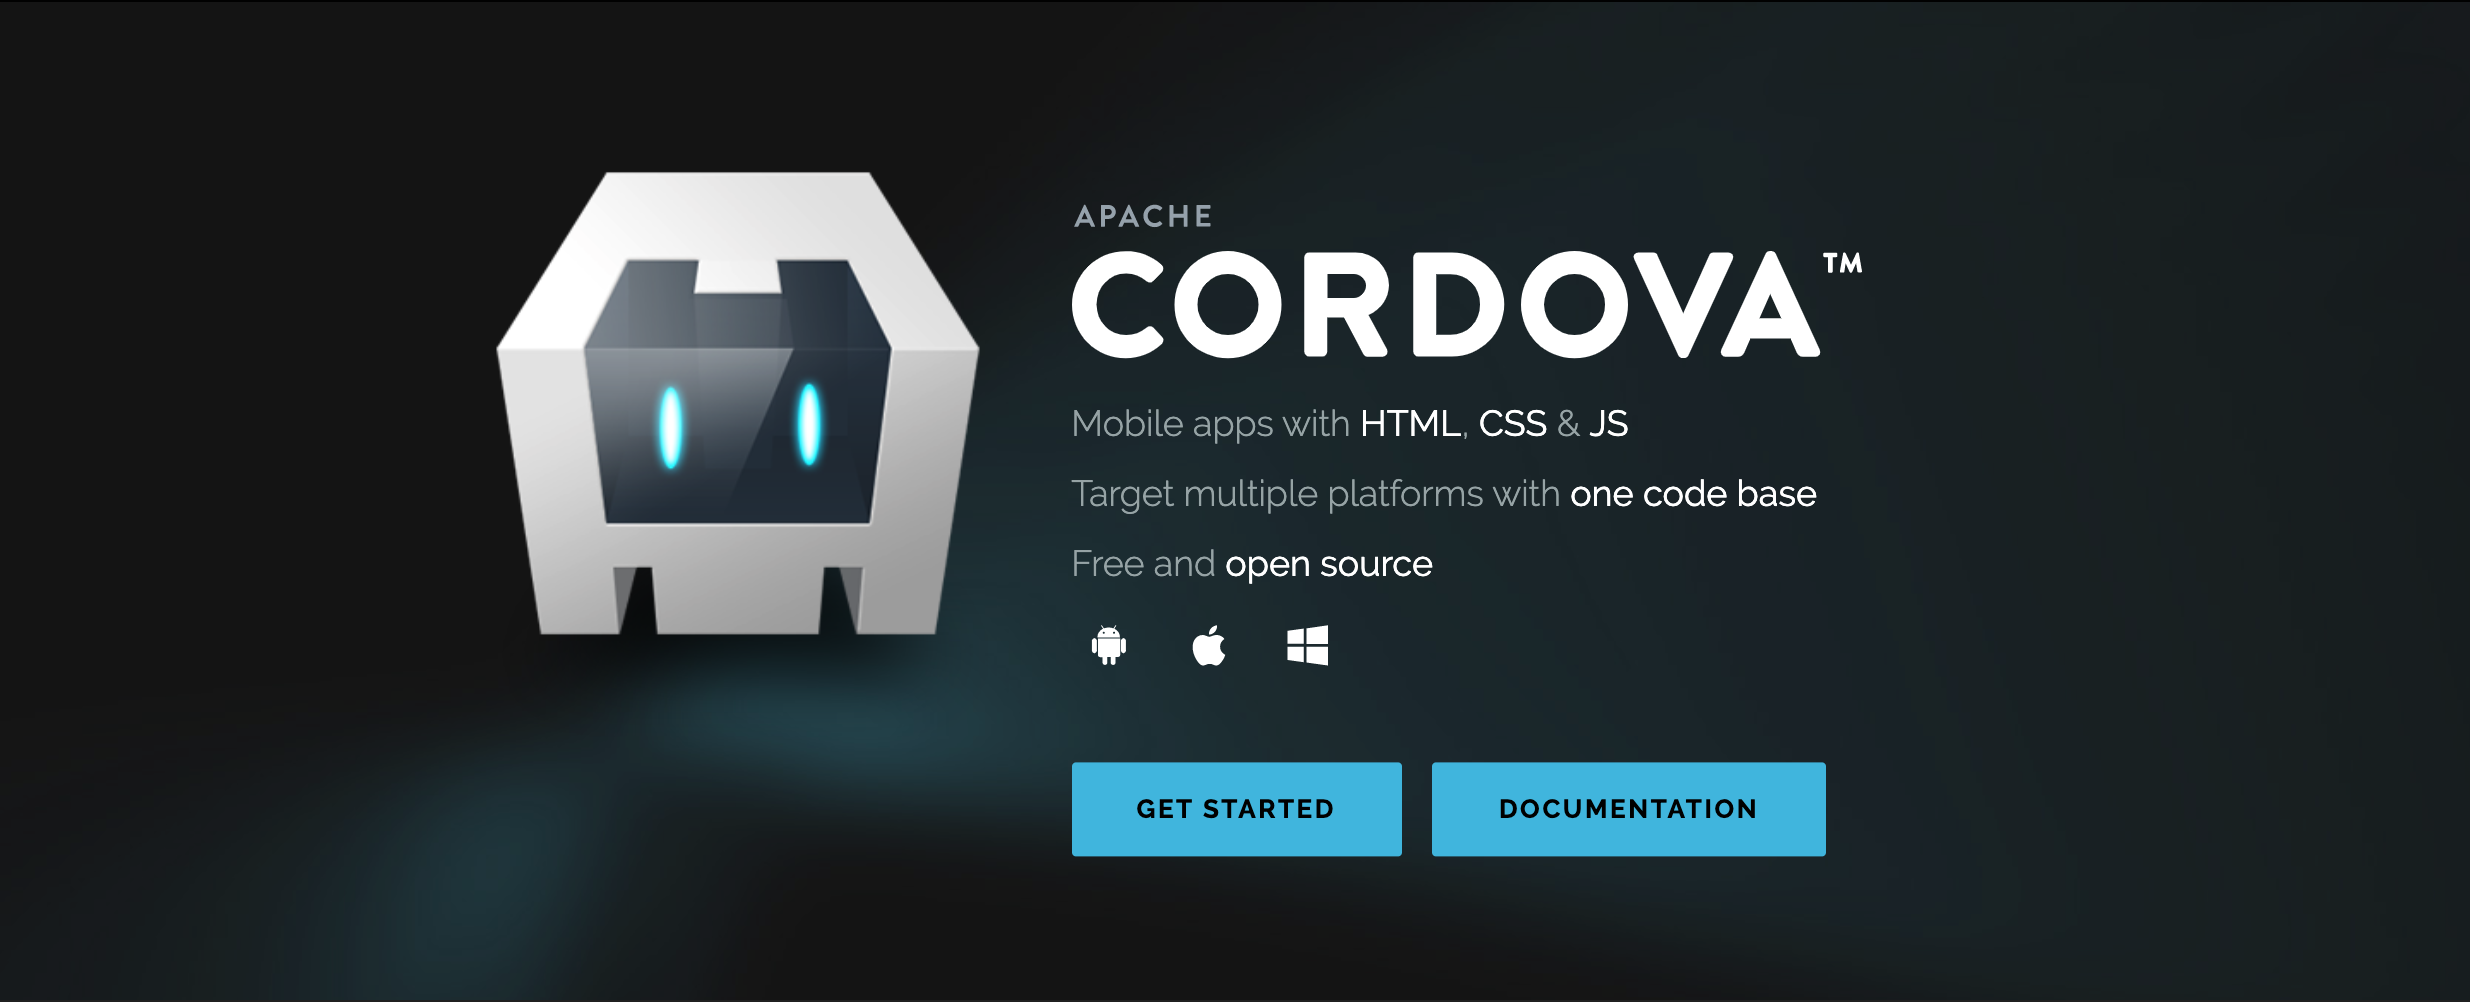 APACHE
CORDOVA™
Mobile apps with HTML, CSS & JS
Target multiple platforms with one code base
Free and open source
GET STARTED
DOCUMENTATION